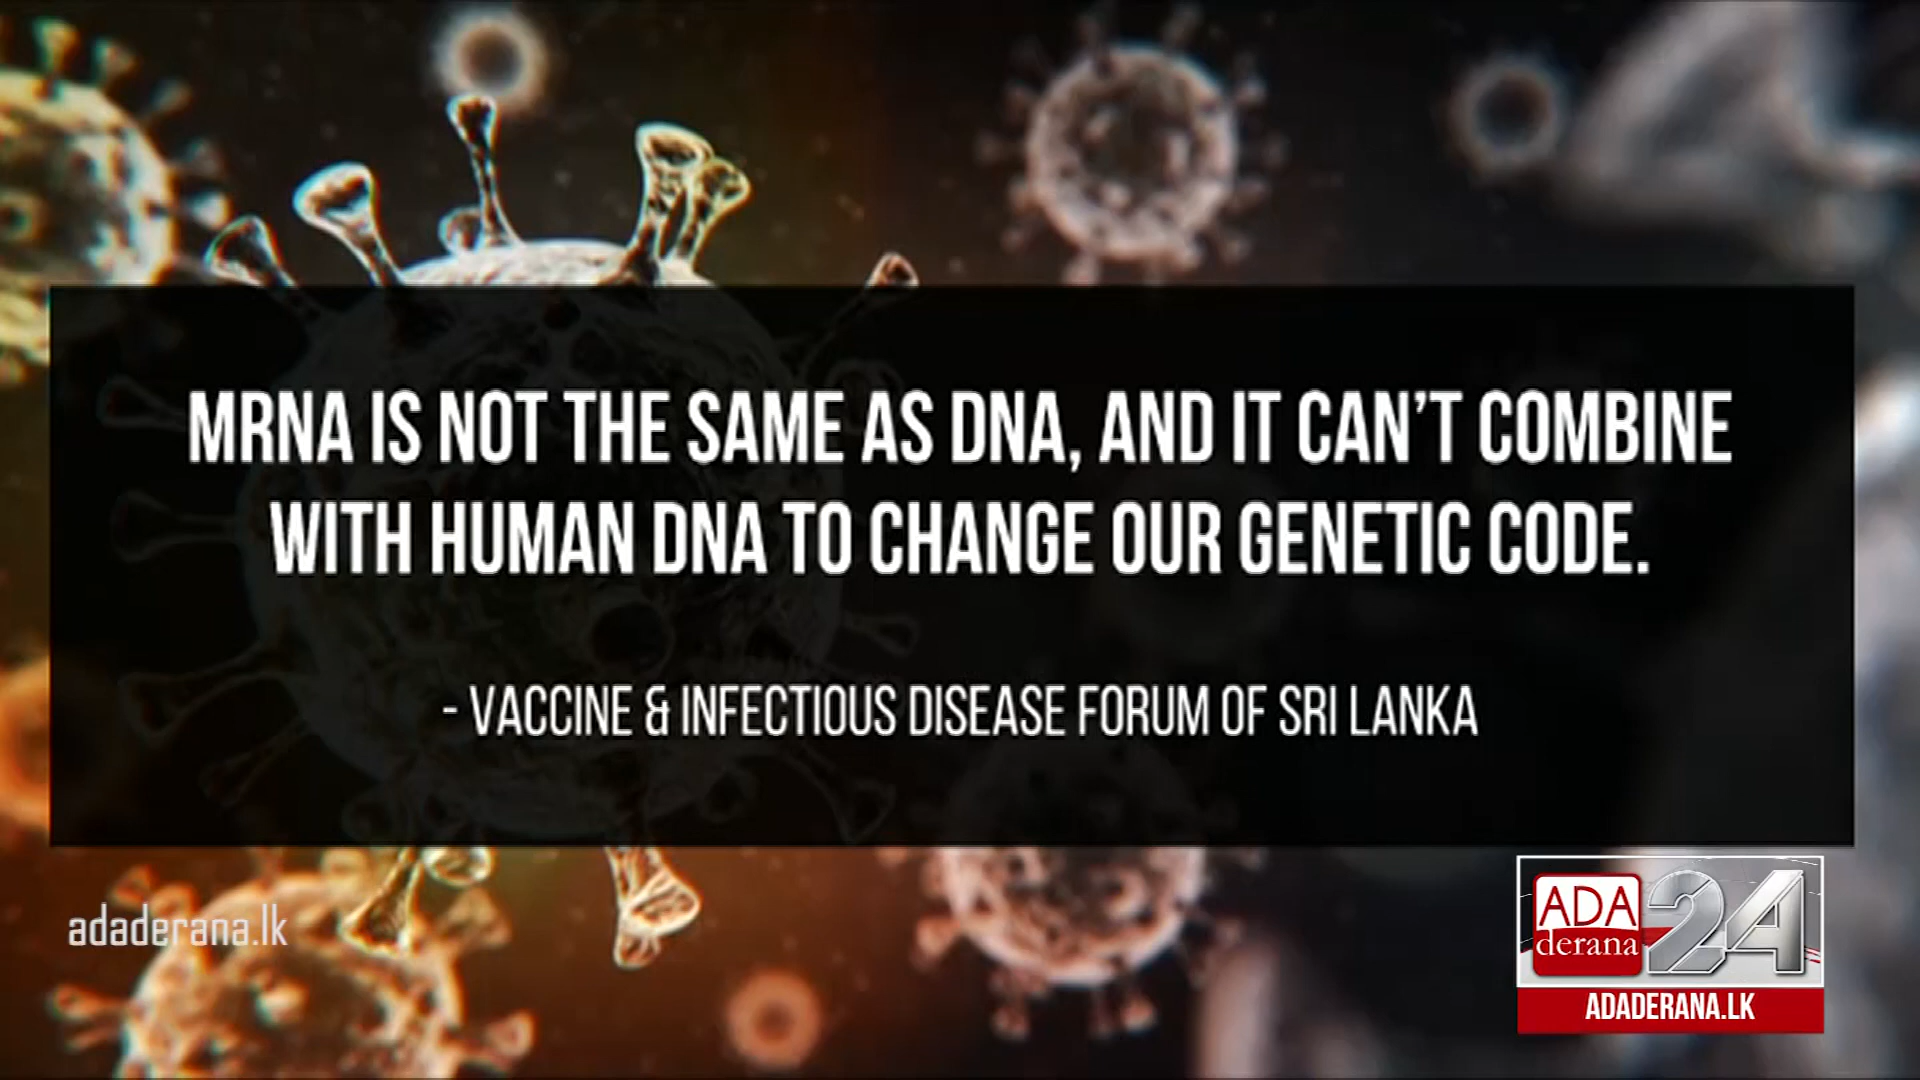 MRNA IS NOT THE SAME AS DNA, AND IT CAN'T COMBINE
WITH HUMAN DNA TO CHANGE OUR GENETIC CODE.
- VACCINE & INFECTIOUS DISEASE FORUM OF SRI LANKA
adaderana.lk
ADA
derana
24
ADADERANA.LK